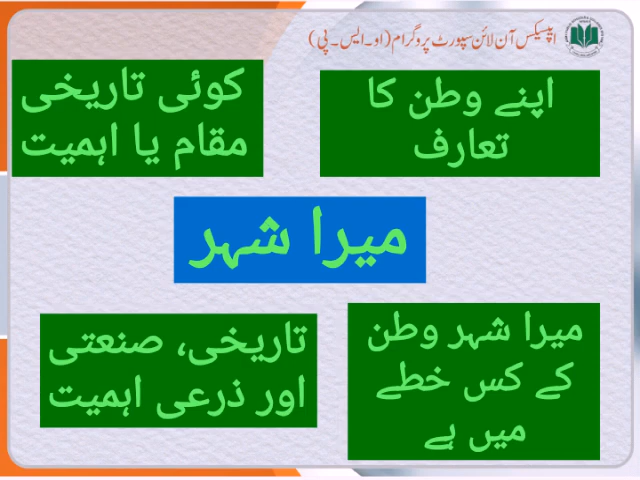 ایپسیکس آن لائن سپورٹ پروگرام (او۔ایس۔پی)
اپنے وطن کا
تعارف
کوئی تاریخی
مقام یا اہمیت
میرا شہر
میرا شہر وطن
کے کس خطے
میں ہے
تاریخی، صنعتی
اور ذرعی اہمیت